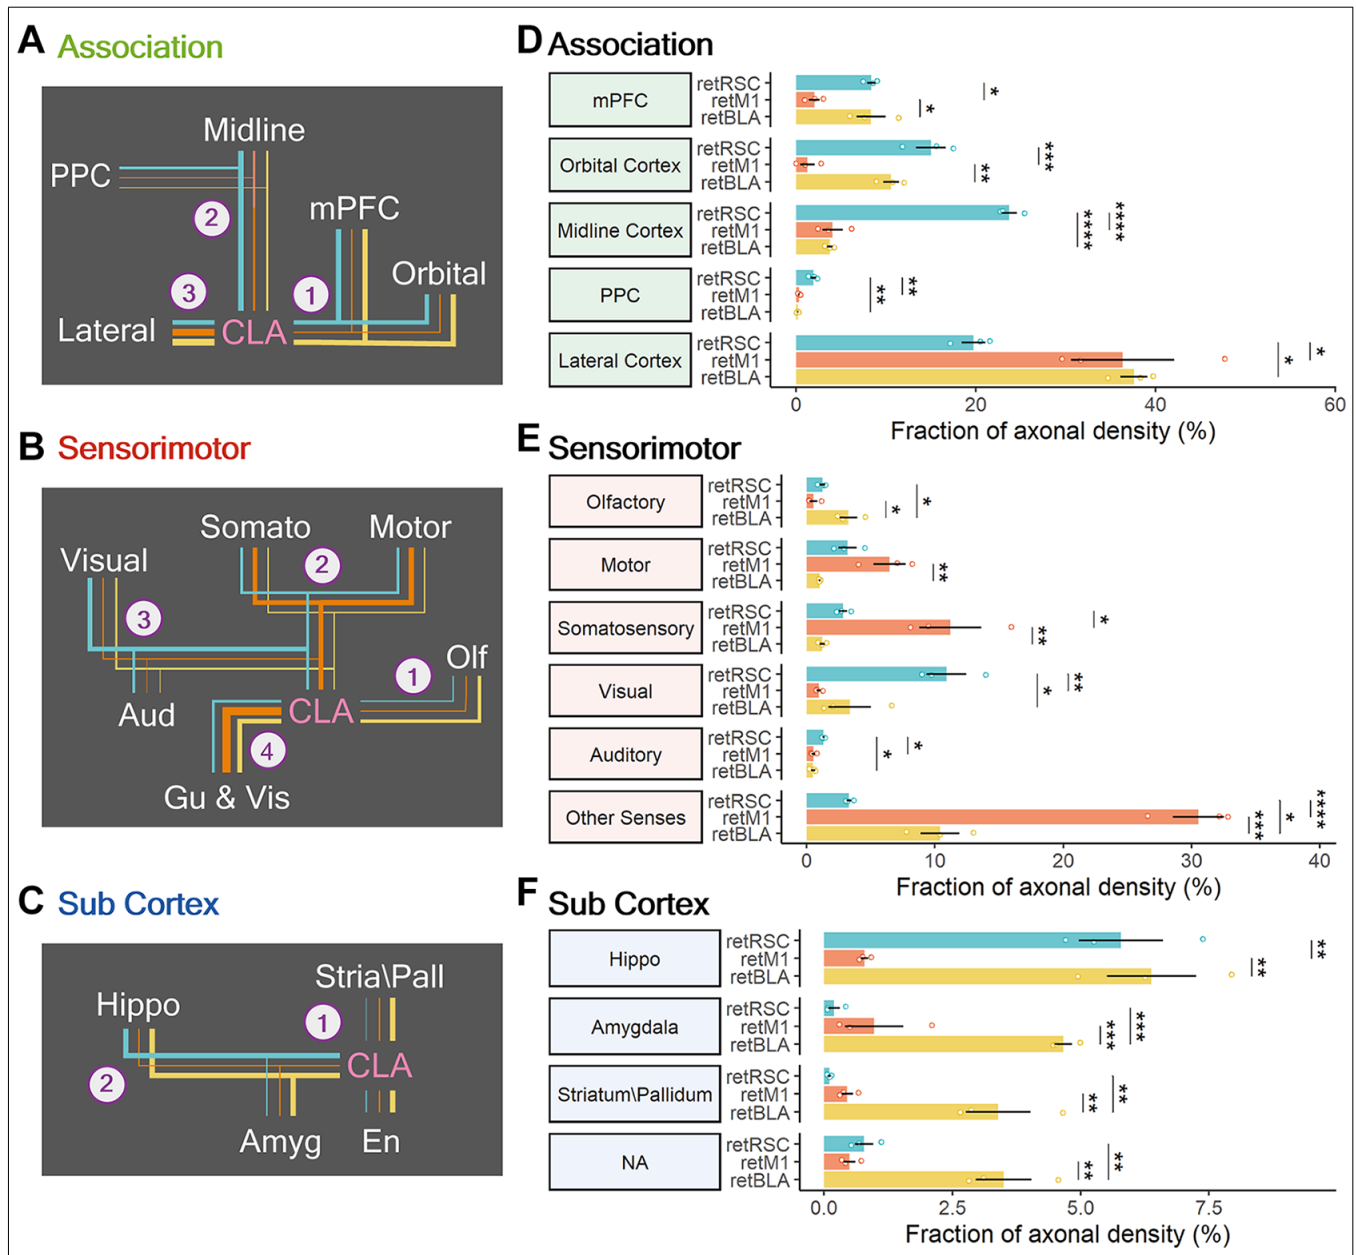 A Association
Midline
PPC
mPFC
2
Orbital
3
1
Lateral
CLA
B Sensorimotor
Somato
Motor
Visual
2
3
Olf
1
Aud
CLA
4
Gu & Vis
C Sub Cortex
Stria\Pall
Hippo
1
CLA
2
Amyg
En
D Association
mPFC
retRSC
retM1
retBLA
*
*
Orbital Cortex
retRSC
retM1
retBLA
**
***
Midline Cortex
retRSC
retM1
retBLA
****
****
PPC
retRSC
retM1
retBLA
**
**
Lateral Cortex
retRSC
retM1
retBLA
*
*
0 20 40 60
Fraction of axonal density (%)
E Sensorimotor
Olfactory
retRSC
retM1
retBLA
*
*
Motor
retRSC
retM1
retBLA
**
Somatosensory
retRSC
retM1
retBLA
**
*
Visual
retRSC
retM1
retBLA
*
**
Auditory
retRSC
retM1
retBLA
*
*
Other Senses
retRSC
retM1
retBLA
***
*
****
0 10 20 30 40
Fraction of axonal density (%)
F Sub Cortex
Hippo
retRSC
retM1
retBLA
**
**
Amygdala
retRSC
retM1
retBLA
***
***
Striatum\Pallidum
retRSC
retM1
retBLA
**
**
NA
retRSC
retM1
retBLA
**
**
0.0 2.5 5.0 7.5
Fraction of axonal density (%)